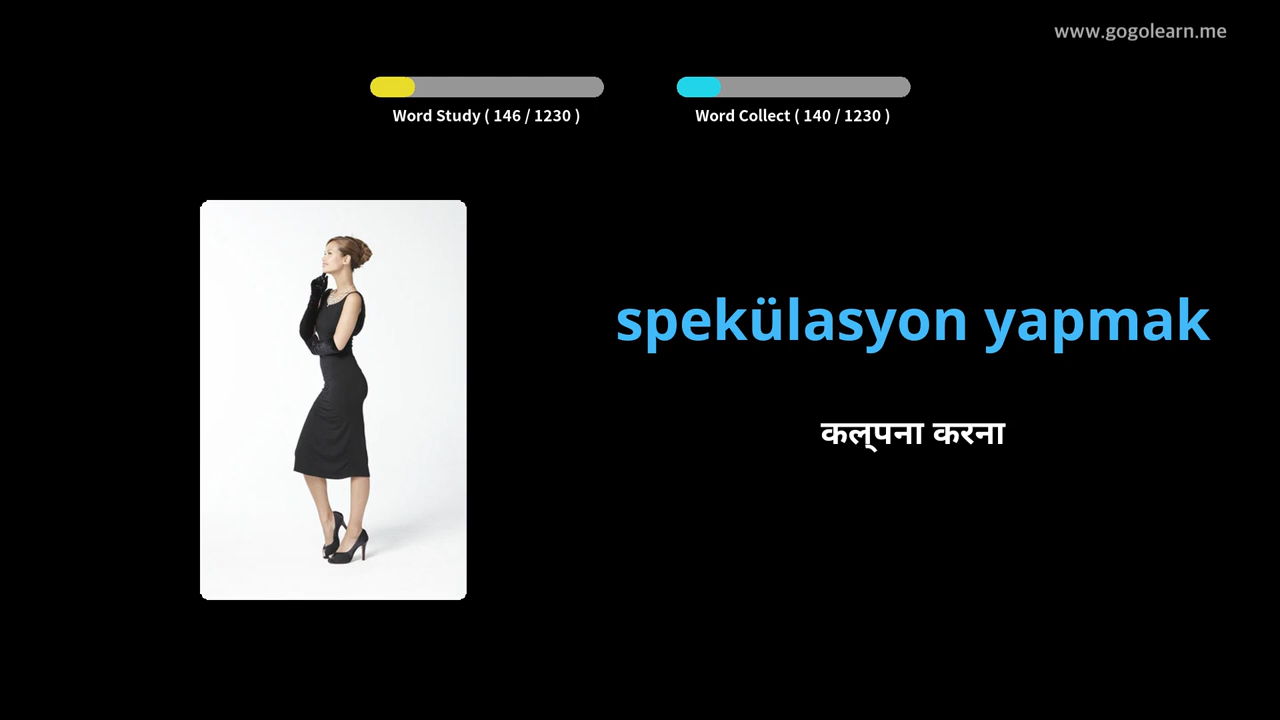 www.gogolearn.me
Word Study ( 146 / 1230 )
Word Collect ( 140 / 1230 )
spekülasyon yapmak
कल्पना करना